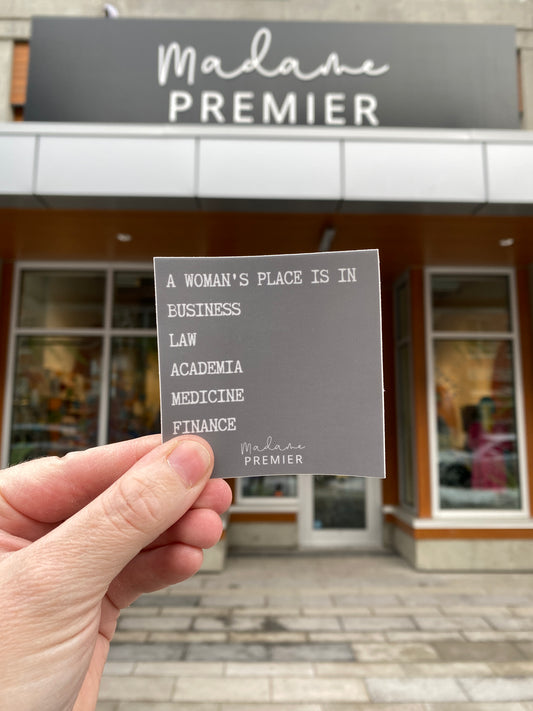 Madame
PREMIER
A WOMAN'S PLACE IS IN
BUSINESS
LAW
ACADEMIA
MEDICINE
FINANCE
Madame
PREMIER